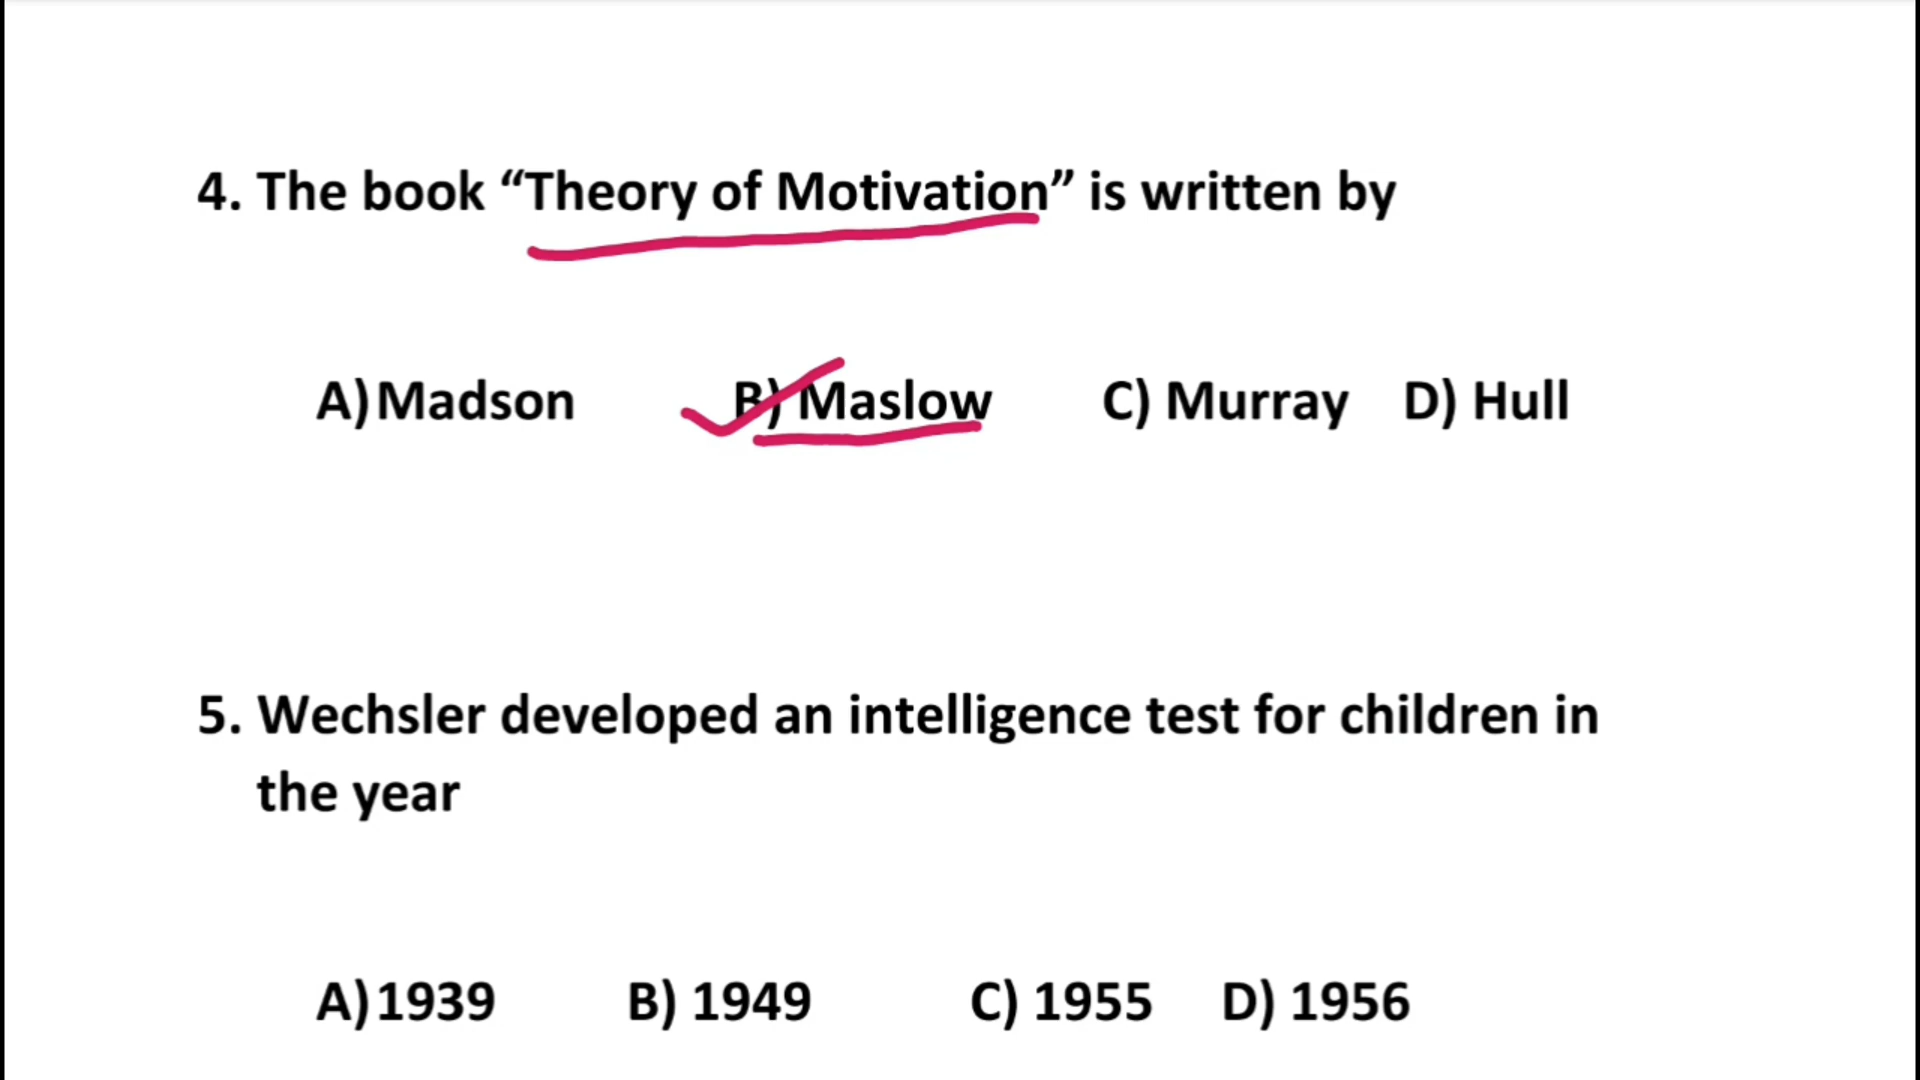 4. The book “Theory of Motivation” is written by
A) Madson B) Maslow C) Murray D) Hull
5. Wechsler developed an intelligence test for children in
the year
A) 1939 B) 1949 C) 1955 D) 1956